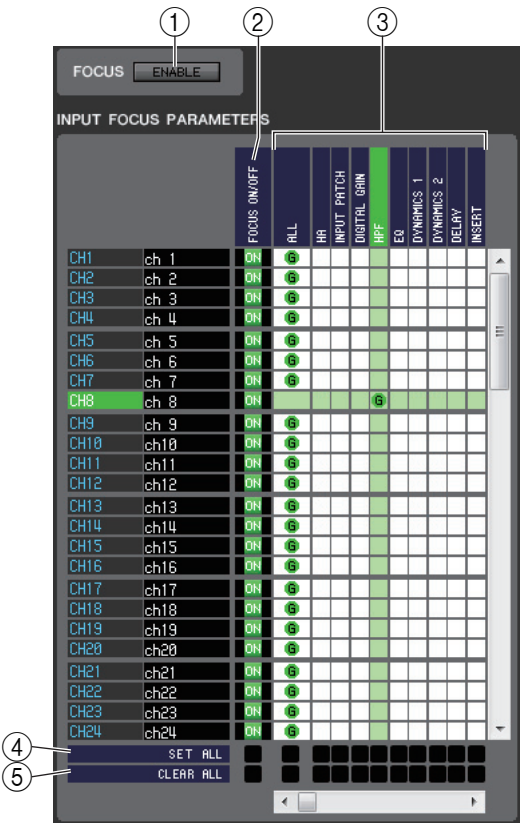 ① ② ③
FOCUS ENABLE
INPUT FOCUS PARAMETERS
FOCUS ON/OFF ALL HA INPUT PATCH DIGITAL GAIN HPF EQ DYNAMICS 1 DYNAMICS 2 DELAY INSERT
CH1 ch 1 ON G
CH2 ch 2 ON G
CH3 ch 3 ON G
CH4 ch 4 ON G
CH5 ch 5 ON G
CH6 ch 6 ON G
CH7 ch 7 ON G
CH8 ch 8 ON G
CH9 ch 9 ON G
CH10 ch10 ON G
CH11 ch11 ON G
CH12 ch12 ON G
CH13 ch13 ON G
CH14 ch14 ON G
CH15 ch15 ON G
CH16 ch16 ON G
CH17 ch17 ON G
CH18 ch18 ON G
CH19 ch19 ON G
CH20 ch20 ON G
CH21 ch21 ON G
CH22 ch22 ON G
CH23 ch23 ON G
CH24 ch24 ON G
④ SET ALL
⑤ CLEAR ALL